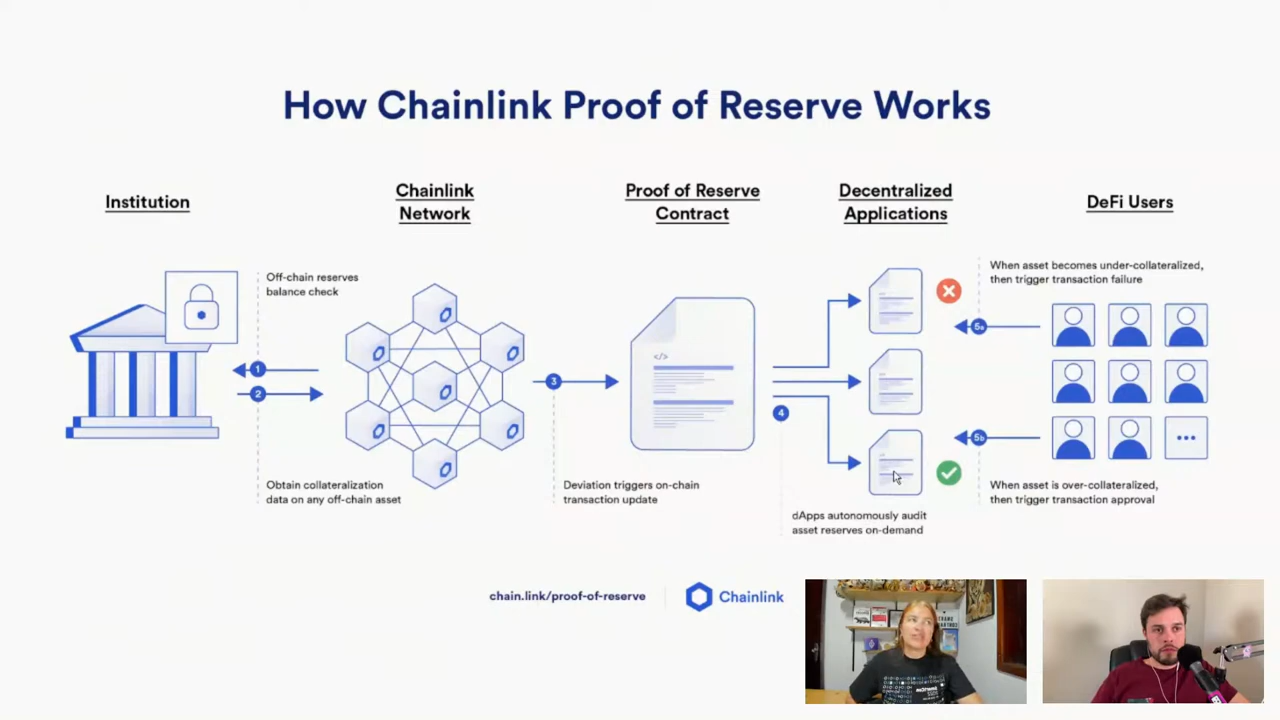 How Chainlink Proof of Reserve Works
Institution
Chainlink
Network
Proof of Reserve
Contract
Decentralized
Applications
DeFi Users
Off-chain reserves
balance check
1
2
Obtain collateralization
data on any off-chain asset
3
Deviation triggers on-chain
transaction update
</>
4
dApps autonomously audit
asset reserves on-demand
When asset becomes under-collateralized,
then trigger transaction failure
5a
5b
When asset is over-collateralized,
then trigger transaction approval
chain.link/proof-of-reserve
Chainlink